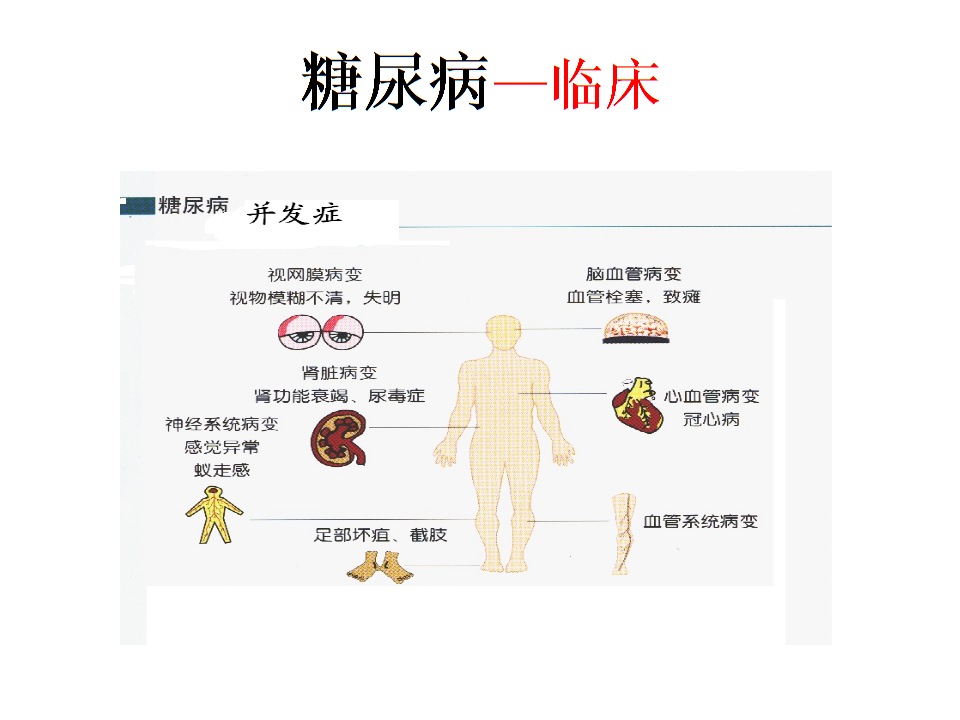 糖尿病—临床
糖尿病 并发症
视网膜病变
视物模糊不清，失明
脑血管病变
血管栓塞，致瘫
肾脏病变
肾功能衰竭、尿毒症
心血管病变
冠心病
神经系统病变
感觉异常
蚁走感
血管系统病变
足部坏疽、截肢